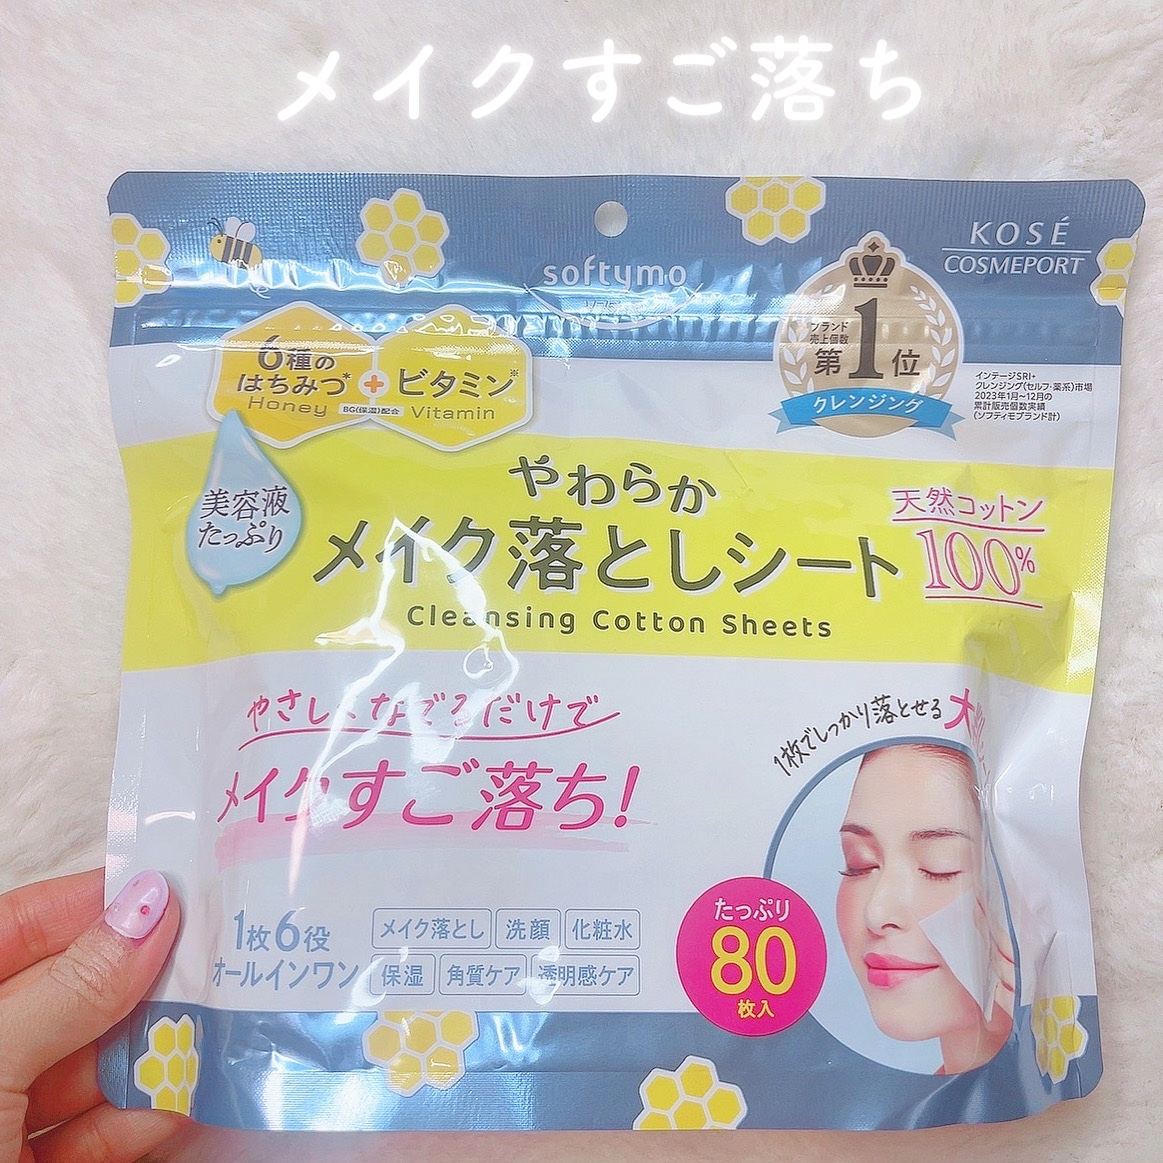 メイクすご落ち
KOSÉ
COSMEPORT
softymo
6種の
はちみつ*
Honey
+
BG(保湿)配合
ビタミン※
Vitamin
ブランド
売上個数
第1位
クレンジング
インテージSRI+
クレンジング(セルフ・薬系)市場
2023年1月~12月の
累計販売個数実績
(ソフティモブランド計)
美容液
たっぷり
やわらか
メイク落としシート
Cleansing Cotton Sheets
天然コットン
100%
やさしくなでるだけで
メイクすご落ち!
1枚でしっかり落とせる大
1枚6役
オールインワン
メイク落とし
洗顔
化粧水
保湿
角質ケア
透明感ケア
たっぷり
80
枚入